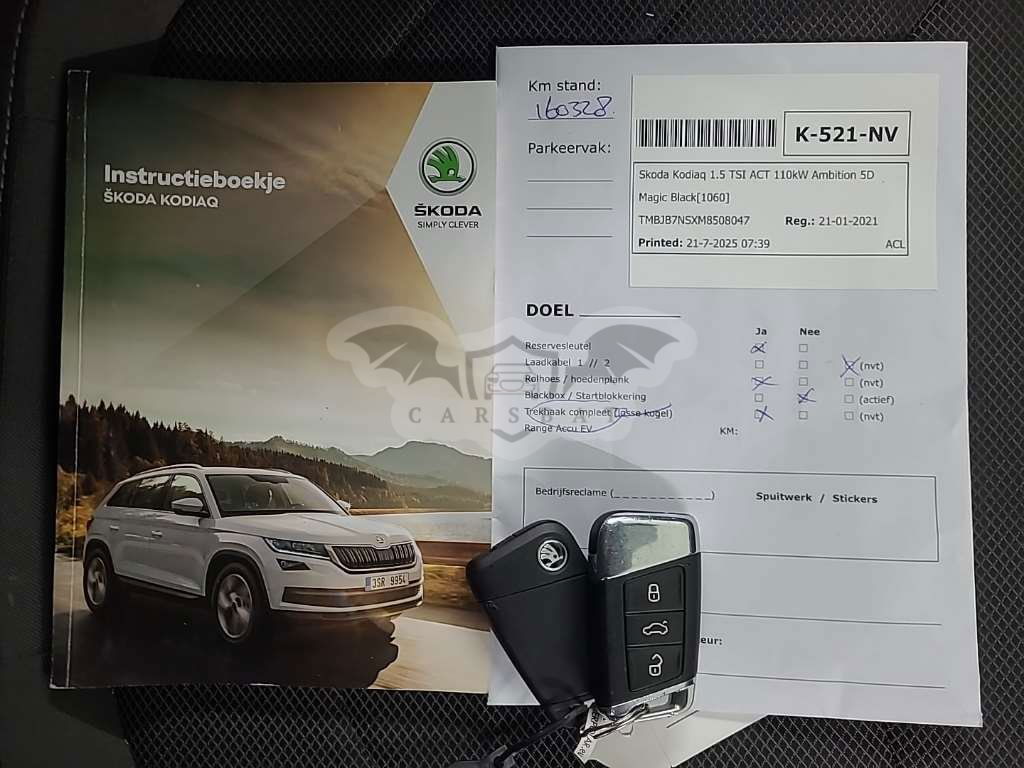 Instructieboekje
ŠKODA KODIAQ
ŠKODA
SIMPLY CLEVER
3SR 9954
Km stand:
160328
Parkeervak:
K-521-NV
Skoda Kodiaq 1.5 TSI ACT 110kW Ambition 5D
Magic Black[1060]
TMBJB7NSXM8508047 Reg.: 21-01-2021
Printed: 21-7-2025 07:39 ACL
DOEL
Ja Nee
Reservesleutel
Laadkabel 1 // 2 (nvt)
Rolhoes / hoedenplank (nvt)
Blackbox / Startblokkering (actief)
Trekhaak compleet (losse kogel) (nvt)
Range Accu EV KM:
CARSBA
Bedrijfsreclame (__________) Spuitwerk / Stickers
eur: